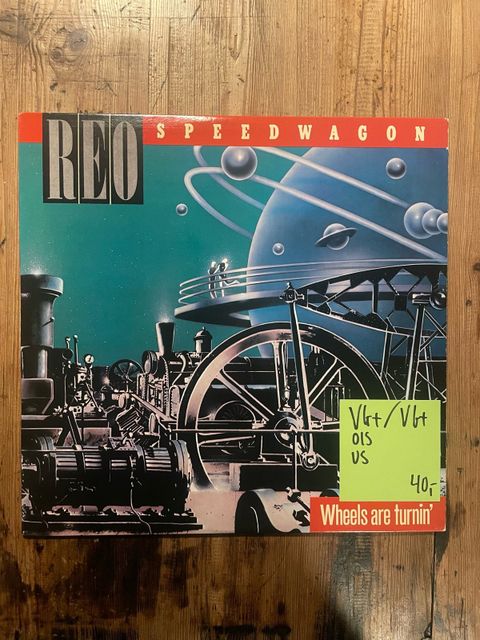 REO SPEEDWAGON
VG+/VG+
OIS
US
40,-
Wheels are turnin'